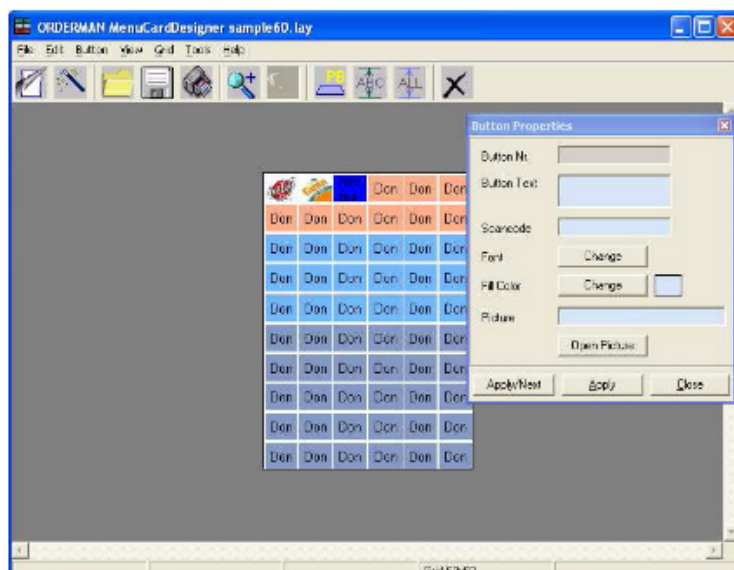 ORDERMAN MenuCardDesigner sample60.lay
File Edit Button View Grid Tools Help
PB ABC ALL
Button Properties
Button Nr.
Button Text
Scancode
Font Change
Fill Color Change
Picture
Open Picture
Apply/Next Apply Close
Don Don Don
Don Don Don Don Don Don
Don Don Don Don Don Don
Don Don Don Don Don Don
Don Don Don Don Don Don
Don Don Don Don Don Don
Don Don Don Don Don Don
Don Don Don Don Don Don
Don Don Don Don Don Don
Don Don Don Don Don Don